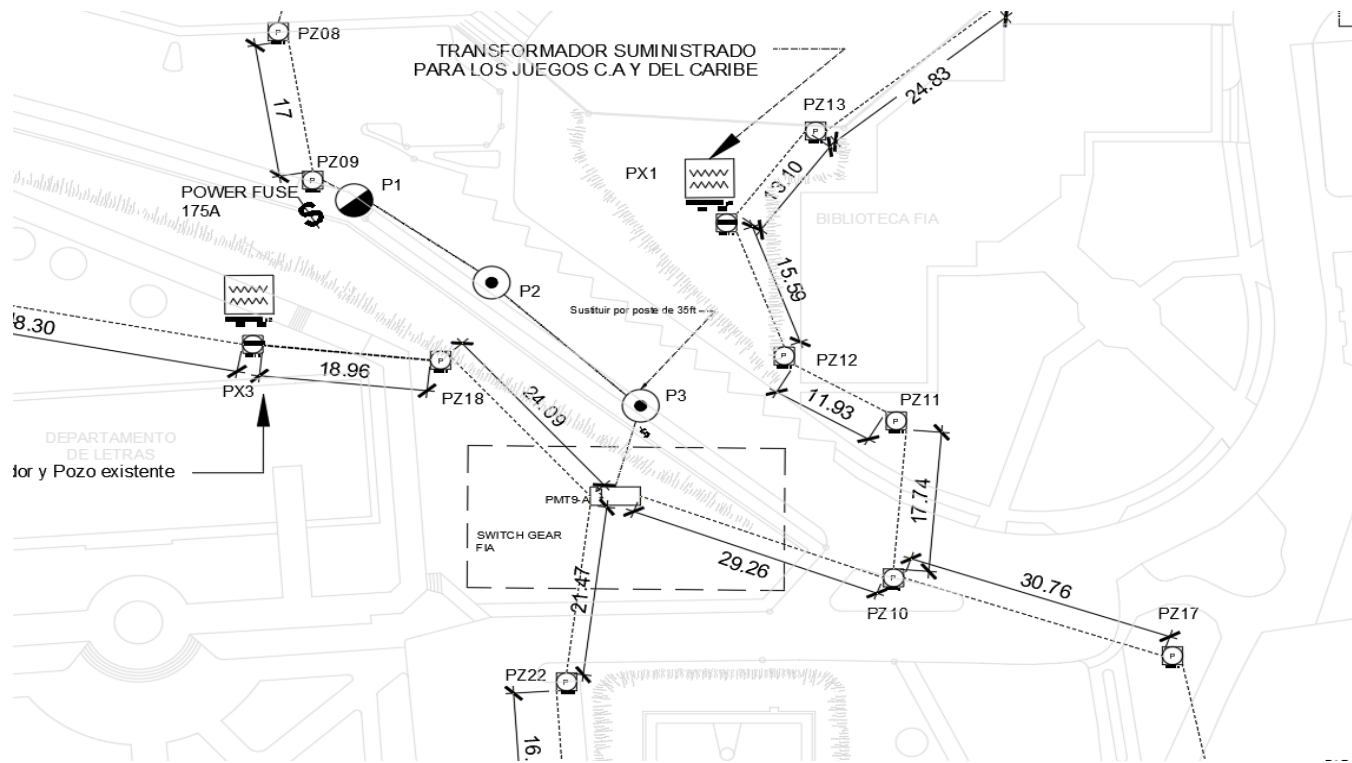 PZ08
TRANSFORMADOR SUMINISTRADO
PARA LOS JUEGOS C.A Y DEL CARIBE
24.83
PZ13
17
PZ09
P1
POWER FUSE
175A
S
PX1
13.10
BIBLIOTECA FIA
P2
15.59
Sustituir por poste de 35ft
8.30
18.96
PX3
PZ18
24.09
P3
PZ12
11.93
PZ11
DEPARTAMENTO
DE LETRAS
dor y Pozo existente
PMT9-A
SWITCH GEAR
FIA
17.74
29.26
21.47
PZ10
30.76
PZ17
PZ22
16.